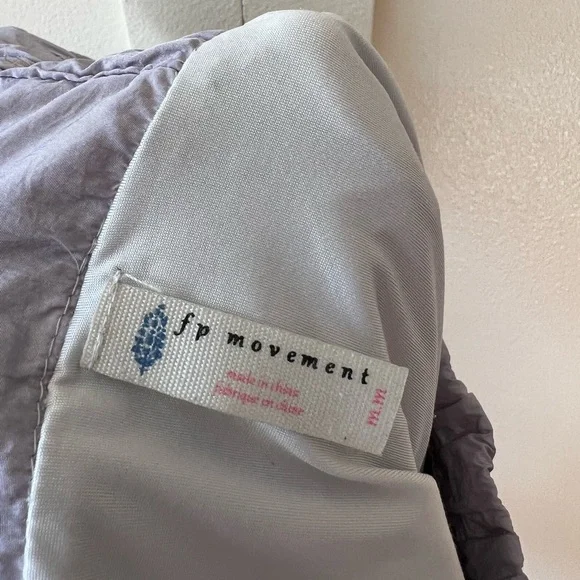 fp movement
made in china
fabriqué en chine
m.m